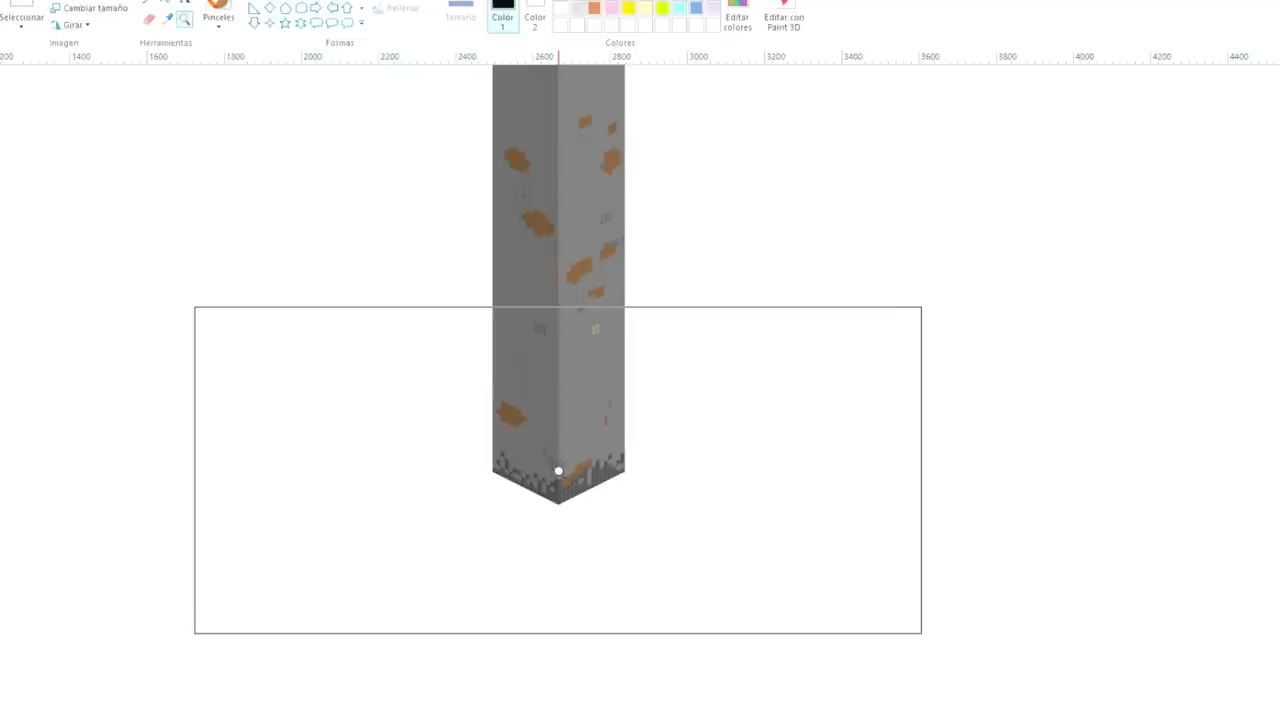 Cambiar tamaño
Seleccionar
Girar
Pinceles
Rellenar
Tamaño
Color 1
Color 2
Editar colores
Editar con Paint 3D
Imagen
Herramientas
Formas
Colores
200 1400 1600 1800 2000 2200 2400 2600 2800 3000 3200 3400 3600 3800 4000 4200 4400